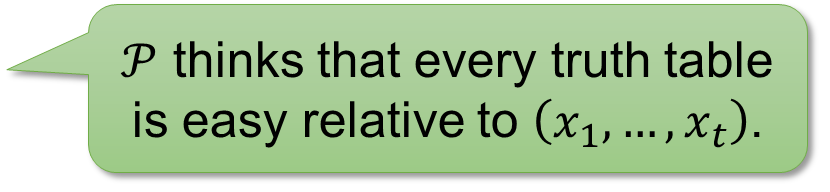 𝒫 thinks that every truth table
is easy relative to (𝑥₁, … , 𝑥ₜ).